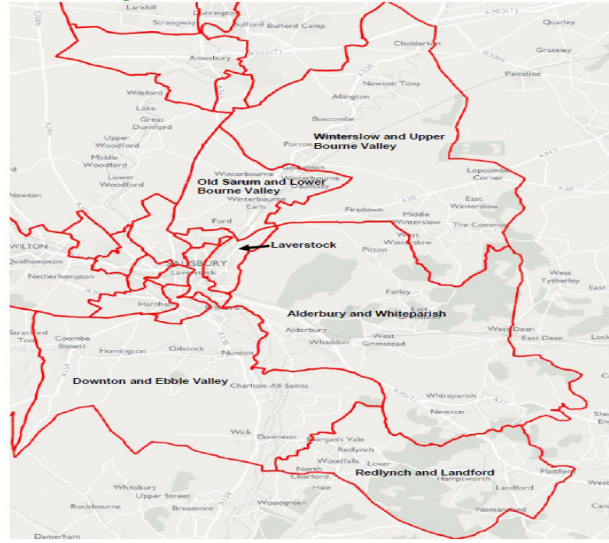 Larkhill
Durrington
Strangway
Bulford Bulford Camp
A303(T)
Quarley
Cholderton
Grateley
Amesbury
Palestine
Newton Tony
Wilsford
Allington
Lake
Great
Durnford
Boscombe
Upper
Woodford
Porton
Winterslow and Upper
Bourne Valley
Middle
Woodford
Lopcombe
Corner
Lower
Woodford
Winterbourne
Old Sarum and Lower
Bourne Valley
Newton
Winterbourne
Earls
East
Winterslow
Ford
Firsdown
Middle
Winterslow
The Common
WILTON
Laverstock
West
Winterslow
Pitton
SALISBURY
Laverstock
Quidhampton
Netherhampton
West
Tytherley
East
Farley
Harnham
Alderbury and Whiteparish
Stratford
Coombe
Bissett
Alderbury
West Dean
East Dean
Homington
Odstock
Nunton
Whaddon
West
Grimstead
Downton and Ebble Valley
Charlton-All-Saints
Whiteparish
Newton
Wick
Downton
Morgan's Vale
Redlynch
Woodfalls
Lower
North
Charford
Redlynch and Landford
Hamptworth
Plaitford
Whitsbury
Hale
Landford
Upper Street
Rockbourne
Breamore
Woodgreen
Nomansland
Damerham